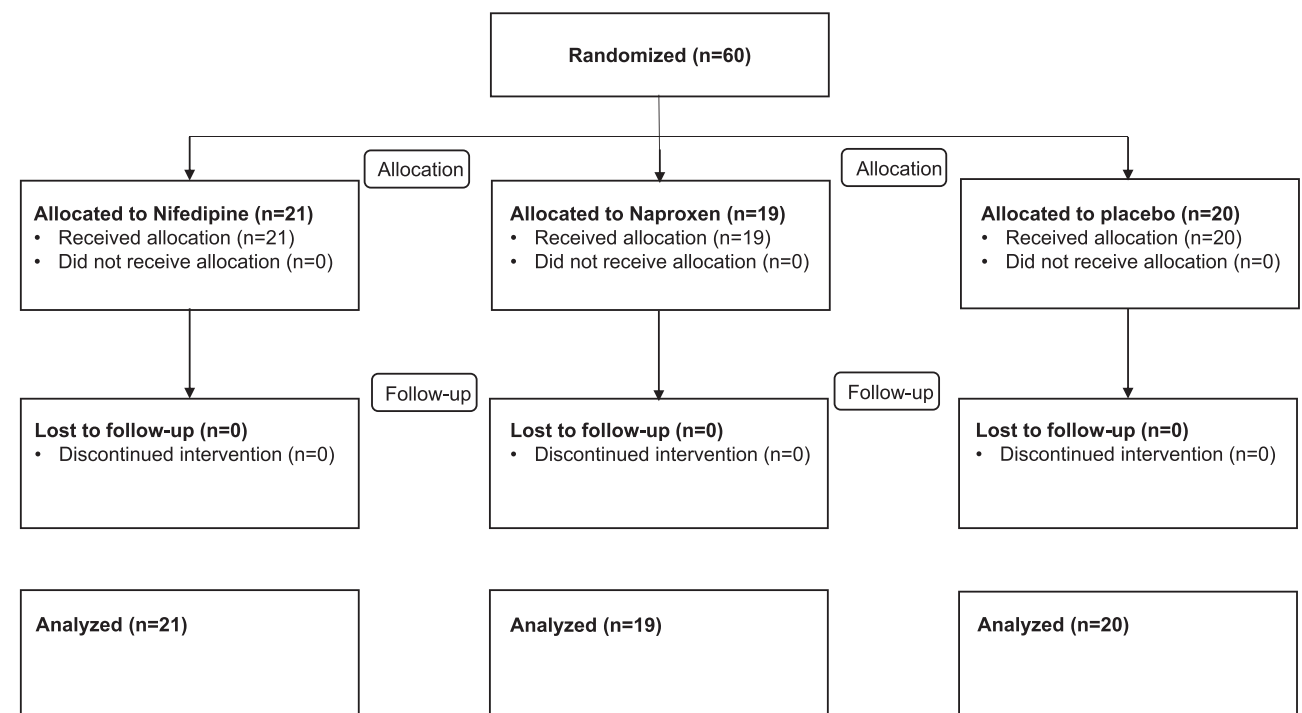 Randomized (n=60)
Allocation
Allocation
Allocated to Nifedipine (n=21)
• Received allocation (n=21)
• Did not receive allocation (n=0)
Allocated to Naproxen (n=19)
• Received allocation (n=19)
• Did not receive allocation (n=0)
Allocated to placebo (n=20)
• Received allocation (n=20)
• Did not receive allocation (n=0)
Follow-up
Follow-up
Lost to follow-up (n=0)
• Discontinued intervention (n=0)
Lost to follow-up (n=0)
• Discontinued intervention (n=0)
Lost to follow-up (n=0)
• Discontinued intervention (n=0)
Analyzed (n=21)
Analyzed (n=19)
Analyzed (n=20)